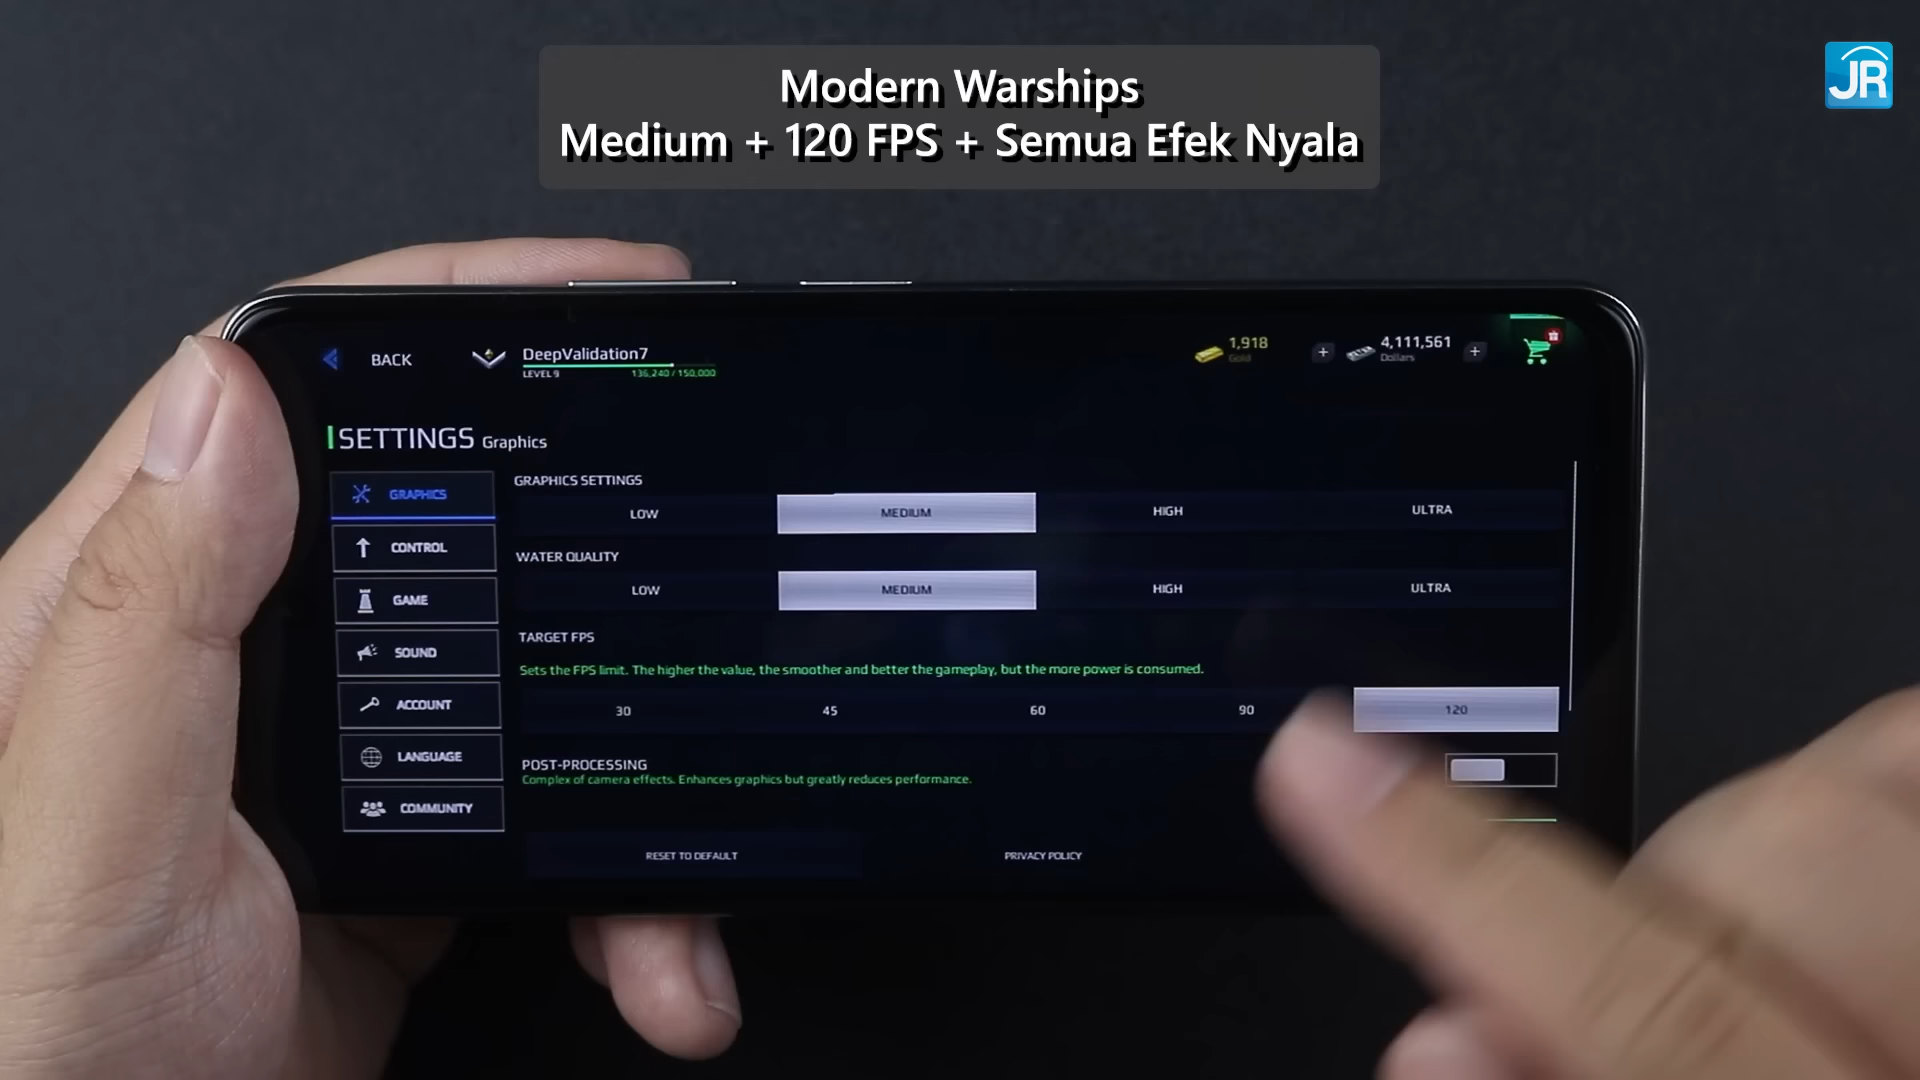 Modern Warships
Medium + 120 FPS + Semua Efek Nyala
JR
BACK
DeepValidation7
LEVEL 9
136,240 / 150,000
1,918
Gold
+
4,111,561
Dollars
+
SETTINGS Graphics
GRAPHICS
CONTROL
GAME
SOUND
ACCOUNT
LANGUAGE
COMMUNITY
GRAPHICS SETTINGS
LOW MEDIUM HIGH ULTRA
WATER QUALITY
LOW MEDIUM HIGH ULTRA
TARGET FPS
Sets the FPS limit. The higher the value, the smoother and better the gameplay, but the more power is consumed.
30 45 60 90 120
POST-PROCESSING
Complex of camera effects. Enhances graphics but greatly reduces performance.
RESET TO DEFAULT PRIVACY POLICY